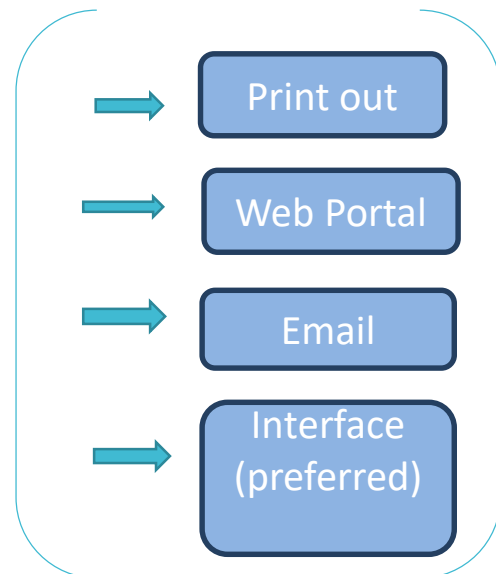 Print out
Web Portal
Email
Interface
(preferred)